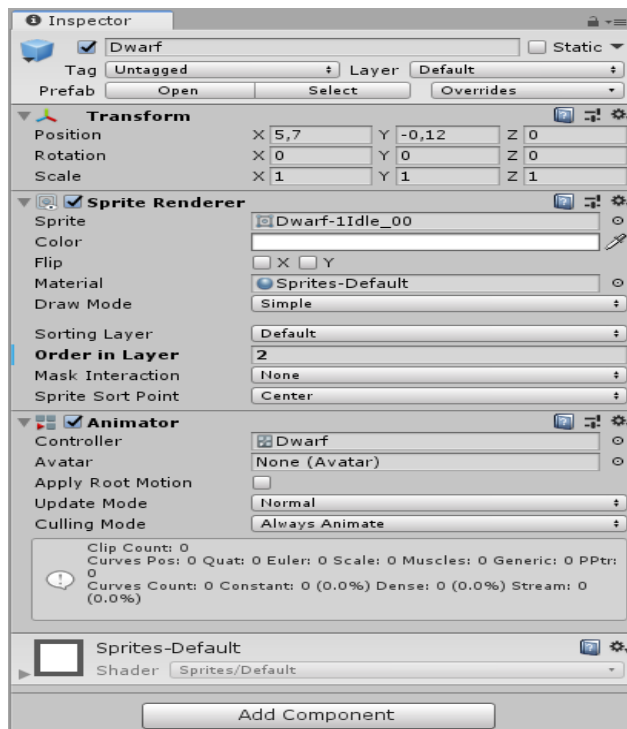 Inspector
Dwarf Static
Tag Untagged Layer Default
Prefab Open Select Overrides
Transform
Position X 5,7 Y -0,12 Z 0
Rotation X 0 Y 0 Z 0
Scale X 1 Y 1 Z 1
Sprite Renderer
Sprite Dwarf-1Idle_00
Color
Flip X Y
Material Sprites-Default
Draw Mode Simple
Sorting Layer Default
Order in Layer 2
Mask Interaction None
Sprite Sort Point Center
Animator
Controller Dwarf
Avatar None (Avatar)
Apply Root Motion
Update Mode Normal
Culling Mode Always Animate
Clip Count: 0
Curves Pos: 0 Quat: 0 Euler: 0 Scale: 0 Muscles: 0 Generic: 0 PPtr:
0
Curves Count: 0 Constant: 0 (0.0%) Dense: 0 (0.0%) Stream: 0
(0.0%)
Sprites-Default
Shader Sprites/Default
Add Component